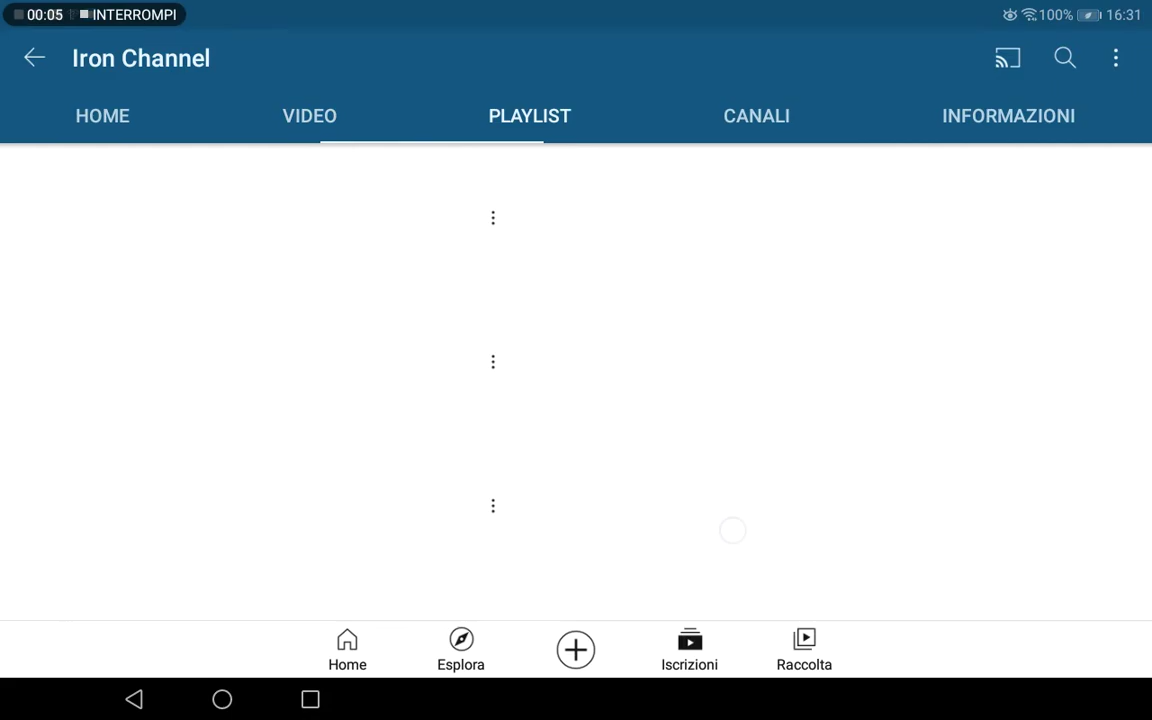 00:05 INTERROMPI 100% 16:31
Iron Channel
HOME VIDEO PLAYLIST CANALI INFORMAZIONI
Home Esplora Iscrizioni Raccolta